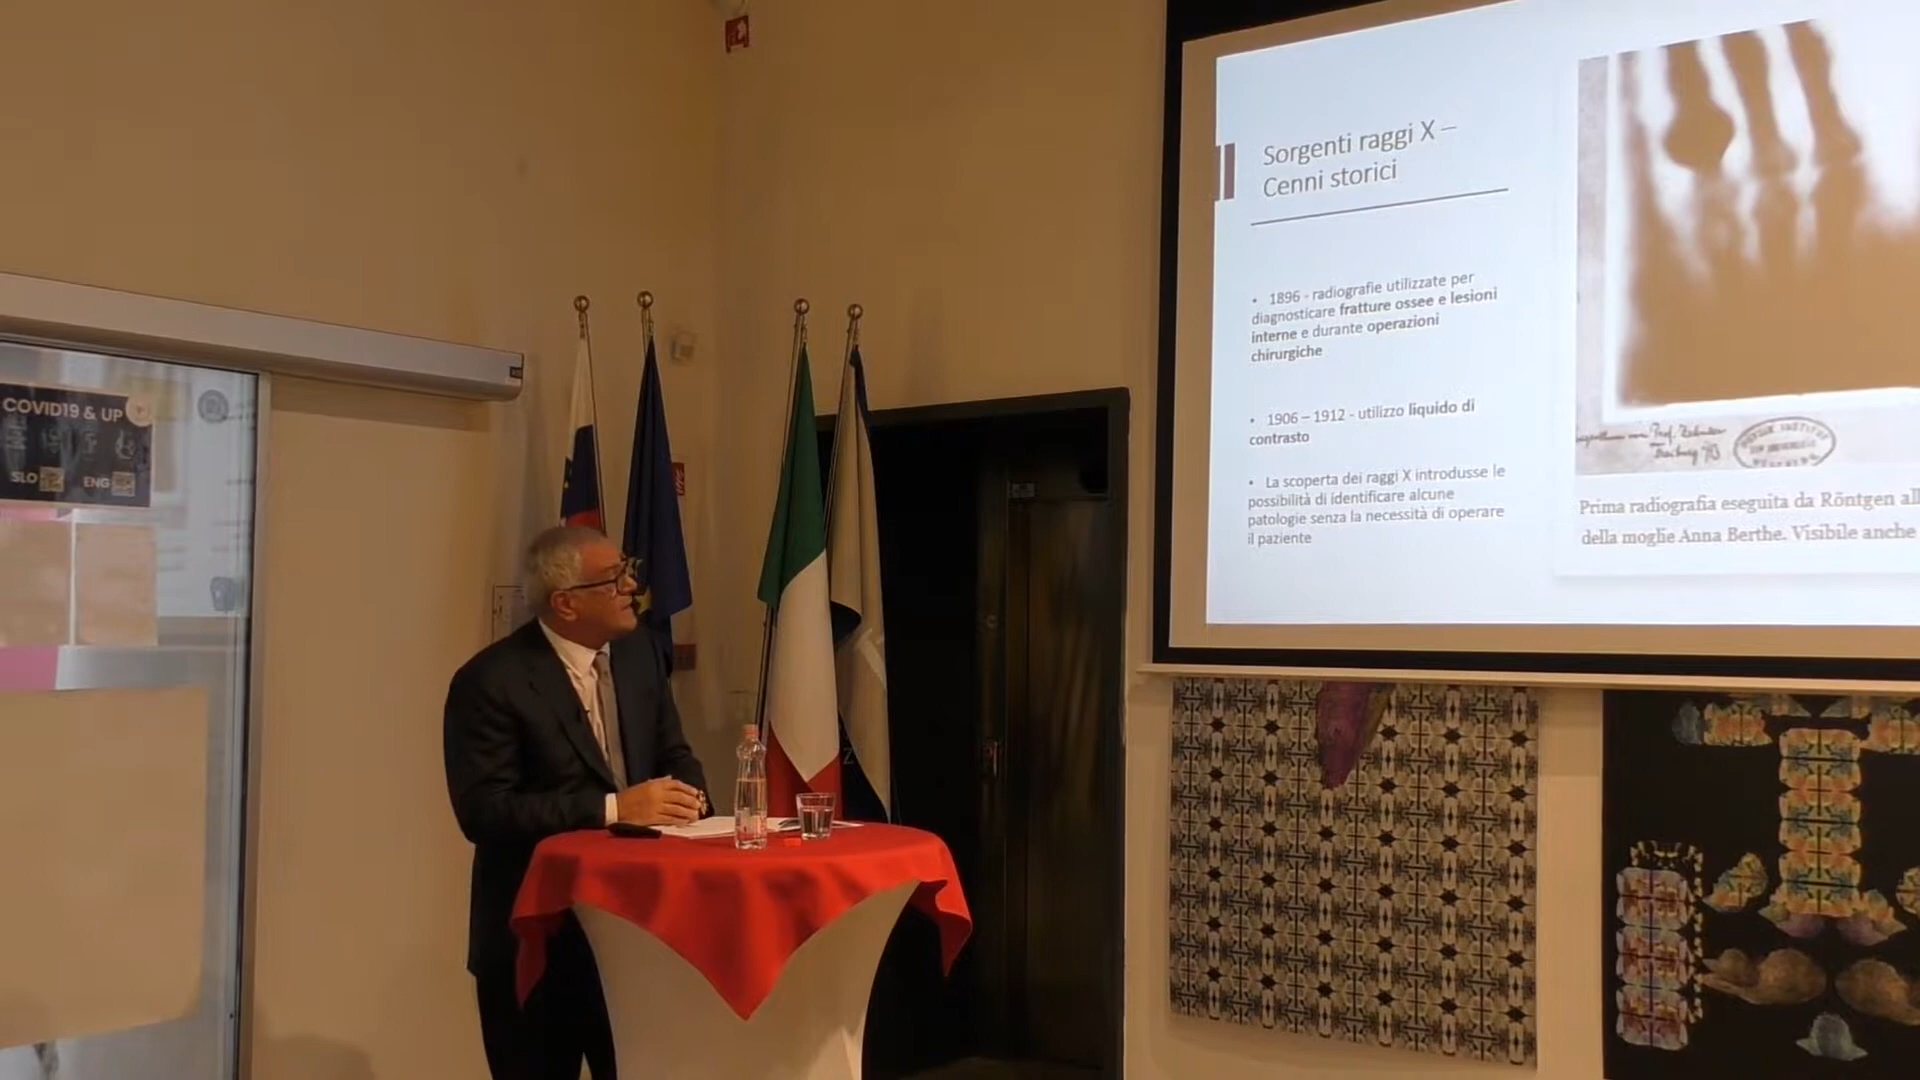 COVID19 & UP
SLO
ENG
Sorgenti raggi X –
Cenni storici
• 1896 - radiografie utilizzate per
diagnosticare fratture ossee e lesioni
interne e durante operazioni
chirurgiche
• 1906 – 1912 - utilizzo liquido di
contrasto
• La scoperta dei raggi X introdusse le
possibilità di identificare alcune
patologie senza la necessità di operare
il paziente
Prima radiografia eseguita da Röntgen all
della moglie Anna Berthe. Visibile anche
Z